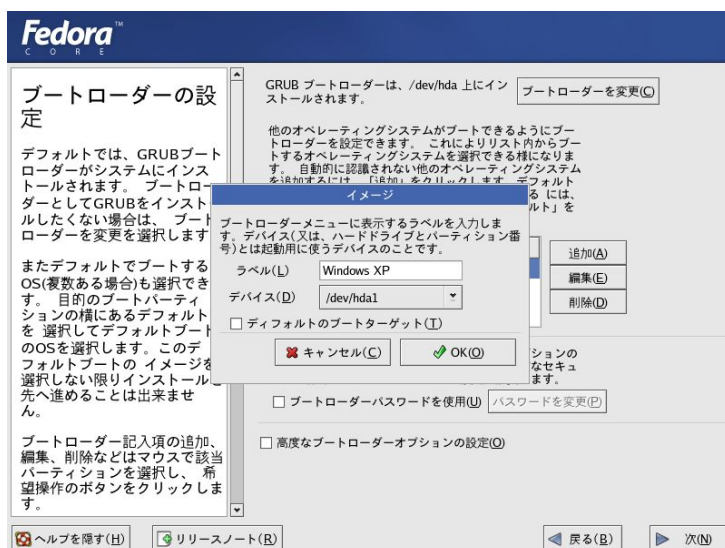 Fedora™
CORE
ブートローダーの設
定
デフォルトでは、GRUBブート
ローダーがシステムにインス
トールされます。 ブートロー
ダーとしてGRUBをインスト
ルしたくない場合は、 ブート
ローダーを変更を選択します
またデフォルトでブートする
OS(複数ある場合)も選択でき
す。 目的のブートパーティ
ションの横にあるデフォルト
を 選択してデフォルトブート
のOSを選択します。このデ
フォルトブートの イメージを
選択しない限りインストール
先へ進めることは出来ませ
ん。
ブートローダー記入項の追加、
編集、削除などはマウスで該当
パーティションを選択し、 希
望操作のボタンをクリックしま
す。
GRUB ブートローダーは、/dev/hda 上にイン
ストールされます。
ブートローダーを変更(C)
他のオペレーティングシステムがブートできるようにブー
トローダーを設定できます。 これによりリスト内からブー
トするオペレーティングシステムを選択できる様になりま
す。 自動的に認識されない他のオペレーティングシステム
を追加するには、「追加」をクリックします。デフォルト
る には、
ルト」を
イメージ
ブートローダーメニューに表示するラベルを入力しま
す。デバイス(又は、ハードドライブとパーティション番
号)とは起動用に使うデバイスのことです。
ラベル(L) Windows XP
デバイス(D) /dev/hda1
ディフォルトのブートターゲット(T)
キャンセル(C) OK(O)
追加(A)
編集(E)
削除(D)
ションの
なセキュ
ます。
ブートローダーパスワードを使用(U) パスワードを変更(P)
高度なブートローダーオプションの設定(O)
ヘルプを隠す(H) リリースノート(R) 戻る(B) 次(N)